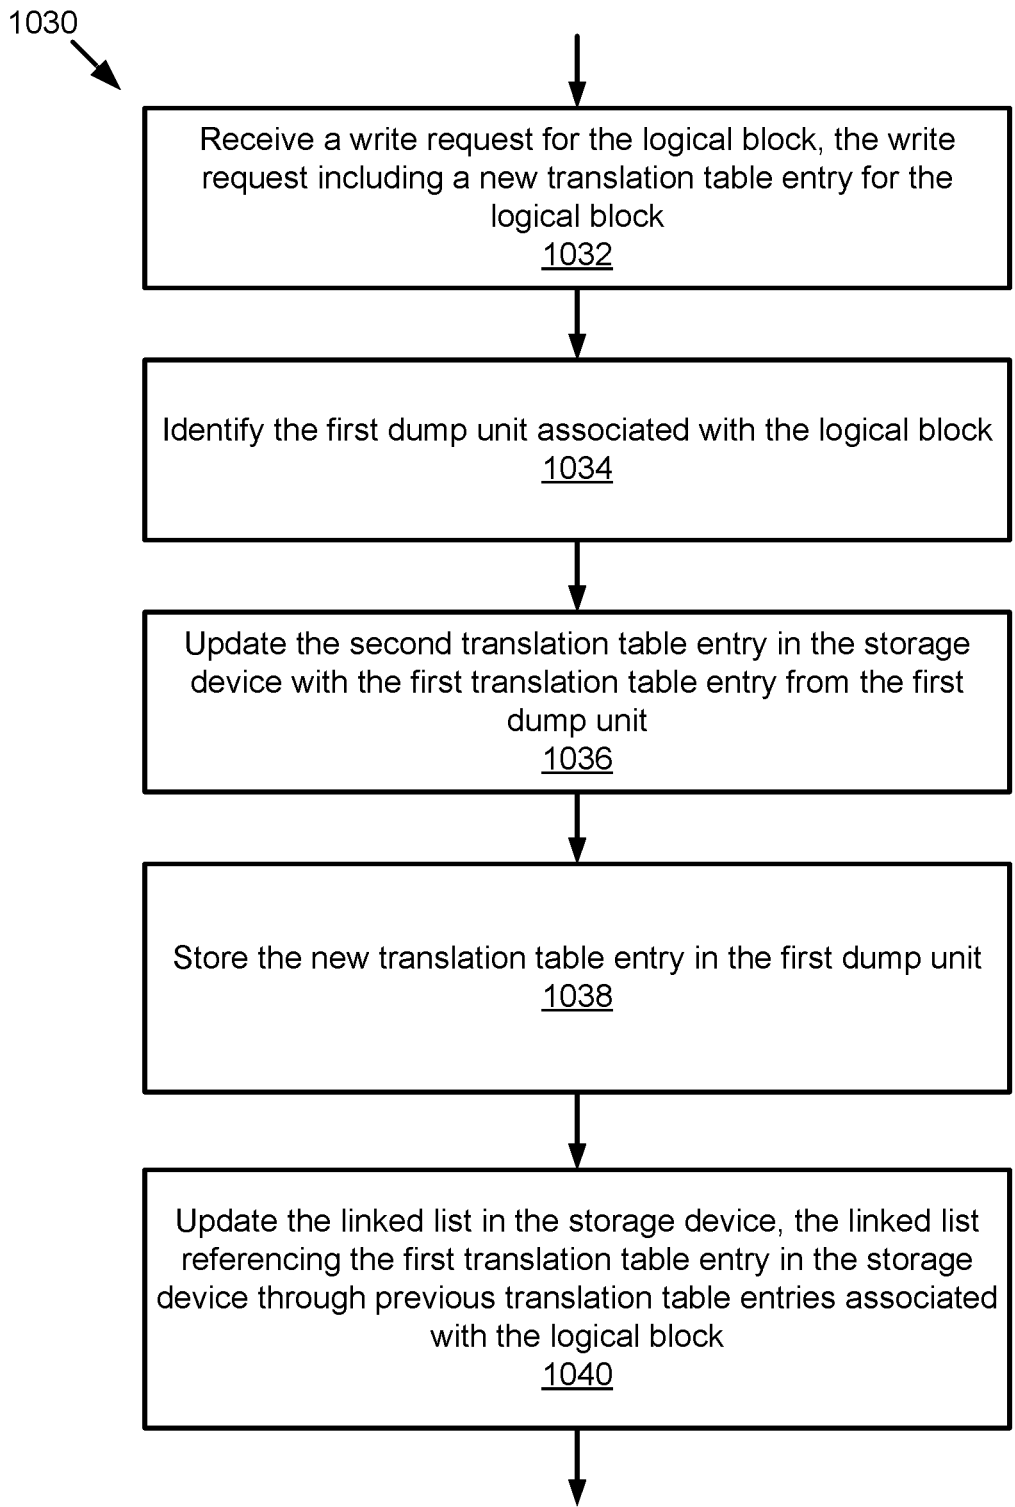 1030
Receive a write request for the logical block, the write
request including a new translation table entry for the
logical block
1032
Identify the first dump unit associated with the logical block
1034
Update the second translation table entry in the storage
device with the first translation table entry from the first
dump unit
1036
Store the new translation table entry in the first dump unit
1038
Update the linked list in the storage device, the linked list
referencing the first translation table entry in the storage
device through previous translation table entries associated
with the logical block
1040